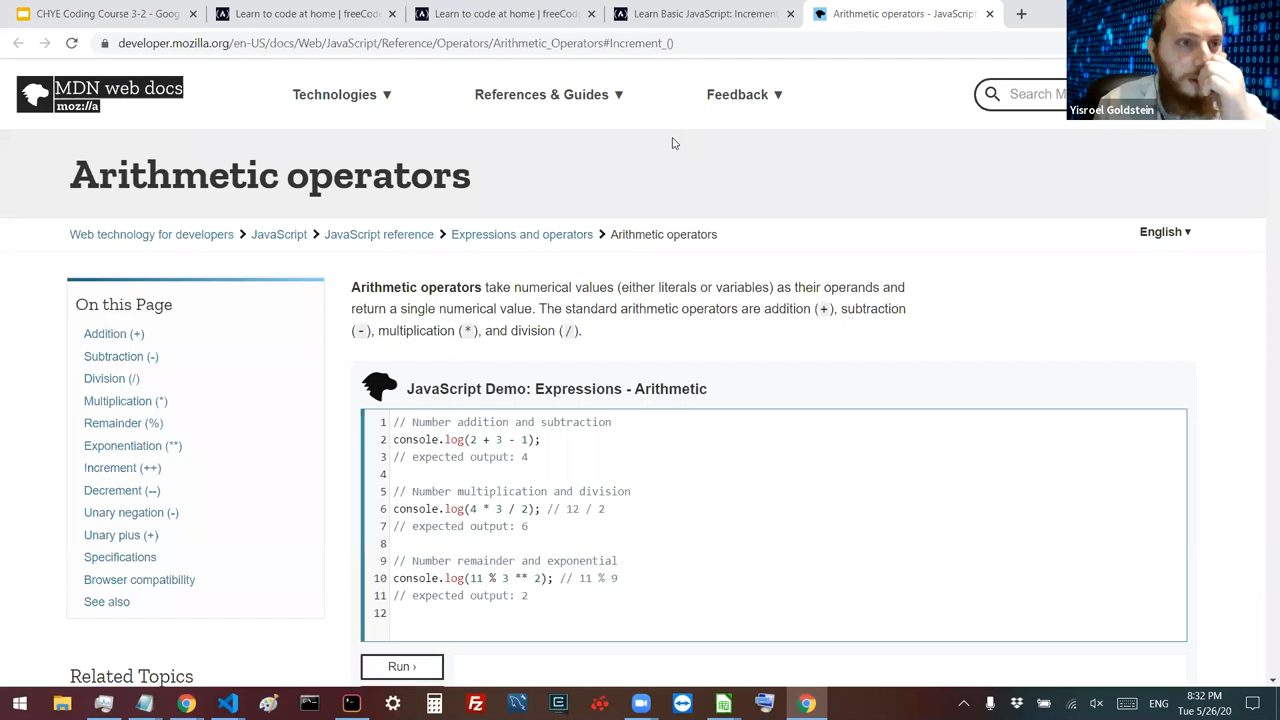 CHYE Coding Course 3-2 - Goog
Learn to code at home | freeCode
Learn to code at home | freeCode
Learn Basic JavaScript: Increment
Arithmetic operators - JavaScript
developer.mozilla.org/en-US/docs/Web/JavaScript/Reference/Operators/Arithmetic_Operators#Increment_()
MDN web docs
moz://a
Technologies ▼
References & Guides ▼
Feedback ▼
Search M
Yisroel Goldstein
Arithmetic operators
Web technology for developers > JavaScript > JavaScript reference > Expressions and operators > Arithmetic operators
English ▼
On this Page
Addition (+)
Subtraction (-)
Division (/)
Multiplication (*)
Remainder (%)
Exponentiation (**)
Increment (++)
Decrement (--)
Unary negation (-)
Unary plus (+)
Specifications
Browser compatibility
See also
Related Topics
Arithmetic operators take numerical values (either literals or variables) as their operands and
return a single numerical value. The standard arithmetic operators are addition (+), subtraction
(-), multiplication (*), and division (/).
JavaScript Demo: Expressions - Arithmetic
1 // Number addition and subtraction
2 console.log(2 + 3 - 1);
3 // expected output: 4
4
5 // Number multiplication and division
6 console.log(4 * 3 / 2); // 12 / 2
7 // expected output: 6
8
9 // Number remainder and exponential
10 console.log(11 % 3 ** 2); // 11 % 9
11 // expected output: 2
12
Run ›
ENG
8:32 PM
Tue 5/26/20